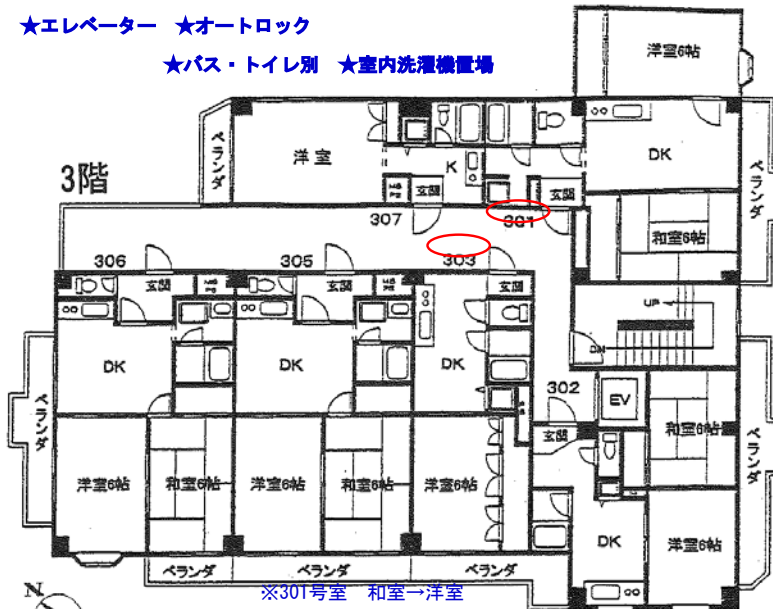 ★エレベーター ★オートロック
★バス・トイレ別 ★室内洗濯機置場
洋室6帖
ベランダ
洋室
K
DK
ベランダ
3階
玄関
玄関
307
301
和室6帖
306
305
303
玄関
玄関
玄関
UP
DN
DK
DK
DK
302
EV
ベランダ
玄関
和室6帖
ベランダ
洋室6帖
和室6帖
洋室6帖
和室6帖
洋室6帖
DK
洋室6帖
ベランダ
ベランダ
ベランダ
※301号室 和室→洋室
N